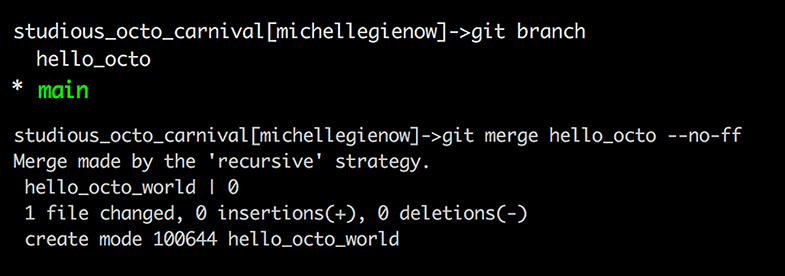 studious_octo_carnival[michellegienow]->git branch
hello_octo
* main
studious_octo_carnival[michellegienow]->git merge hello_octo --no-ff
Merge made by the 'recursive' strategy.
hello_octo_world | 0
1 file changed, 0 insertions(+), 0 deletions(-)
create mode 100644 hello_octo_world